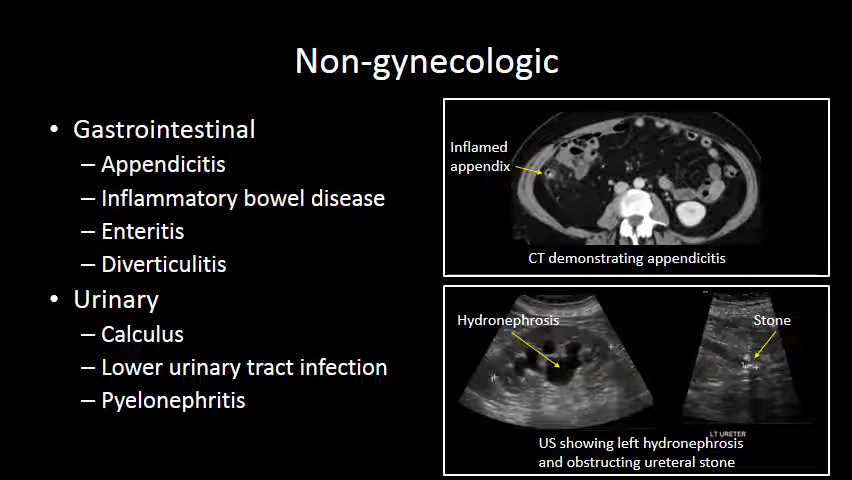 Non-gynecologic
• Gastrointestinal
– Appendicitis
– Inflammatory bowel disease
– Enteritis
– Diverticulitis
• Urinary
– Calculus
– Lower urinary tract infection
– Pyelonephritis
Inflamed
appendix
CT demonstrating appendicitis
Hydronephrosis
Stone
LT URETER
US showing left hydronephrosis
and obstructing ureteral stone